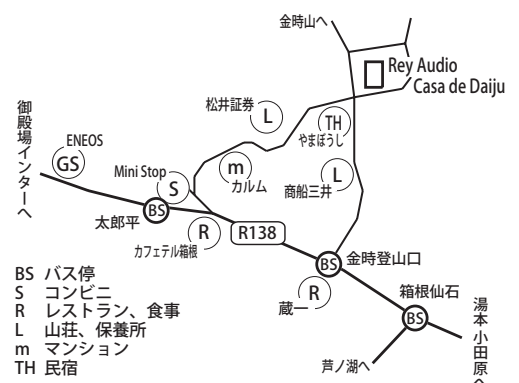 金時山へ
Rey Audio
Casa de Daiju
松井証券
L
TH
やまぼうし
御殿場インターへ
ENEOS
GS
Mini Stop
S
m
カルム
L
商船三井
BS
太郎平
R
カフェテル箱根
R138
BS
金時登山口
R
蔵一
箱根仙石
BS
芦ノ湖へ
湯本 小田原へ
BS バス停
S コンビニ
R レストラン、食事
L 山荘、保養所
m マンション
TH 民宿